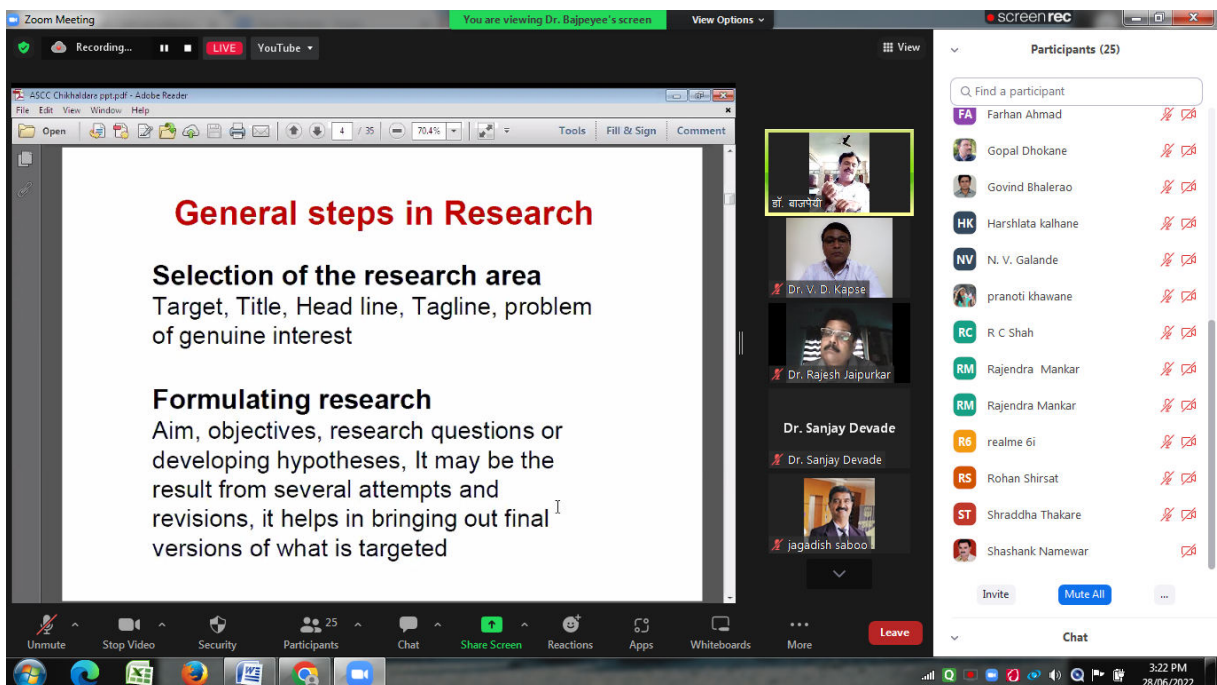 Zoom Meeting
You are viewing Dr. Bajpeyee's screen
View Options
screenrec
Recording...
LIVE
YouTube
View
Participants (25)
ASCC Chikhaldara ppt.pdf - Adobe Reader
File Edit View Window Help
Open
4 / 35
70.4%
Tools
Fill & Sign
Comment
General steps in Research
Selection of the research area
Target, Title, Head line, Tagline, problem
of genuine interest
Formulating research
Aim, objectives, research questions or
developing hypotheses, It may be the
result from several attempts and
revisions, it helps in bringing out final
versions of what is targeted
डॉ. बाजपेयी
Dr. V. D. Kapse
Dr. Rajesh Jaipurkar
Dr. Sanjay Devade
Dr. Sanjay Devade
jagadish saboo
Find a participant
FA Farhan Ahmad
Gopal Dhokane
Govind Bhalerao
HK Harshlata kalhane
NV N. V. Galande
pranoti khawane
RC R C Shah
RM Rajendra Mankar
RM Rajendra Mankar
R6 realme 6i
RS Rohan Shirsat
ST Shraddha Thakare
Shashank Namewar
Invite
Mute All
...
Chat
Unmute
Stop Video
Security
25
Participants
Chat
Share Screen
Reactions
Apps
Whiteboards
More
Leave
3:22 PM
28/06/2022